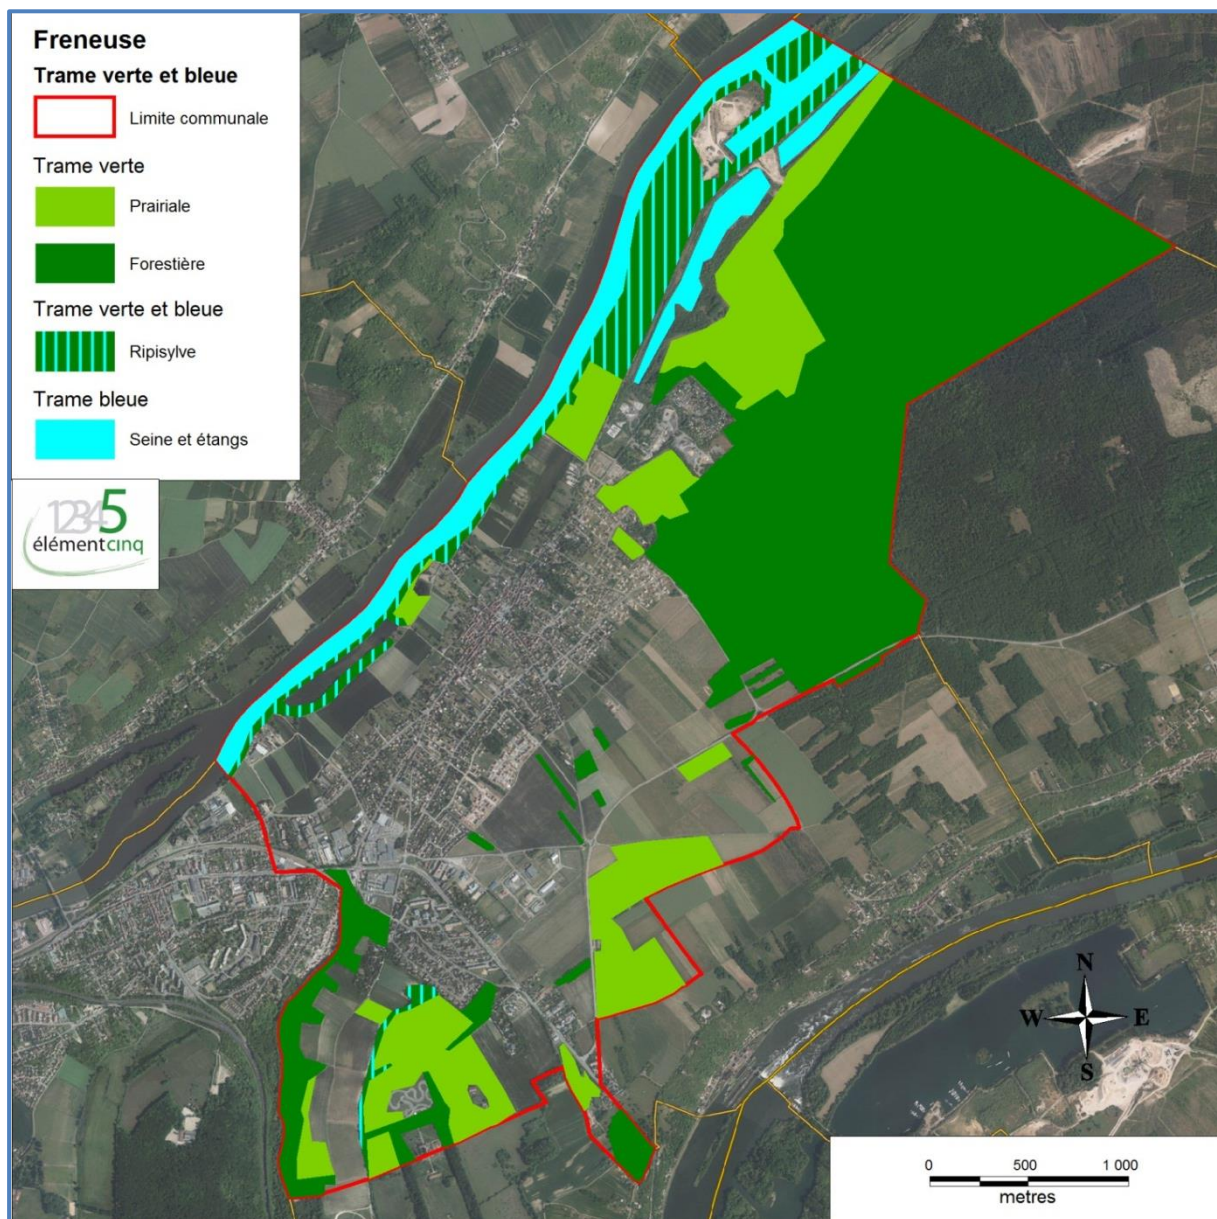 Freneuse
Trame verte et bleue
Limite communale
Trame verte
Prairiale
Forestière
Trame verte et bleue
Ripisylve
Trame bleue
Seine et étangs
12345
élémentcinq
N
W E
S
0 500 1 000
metres